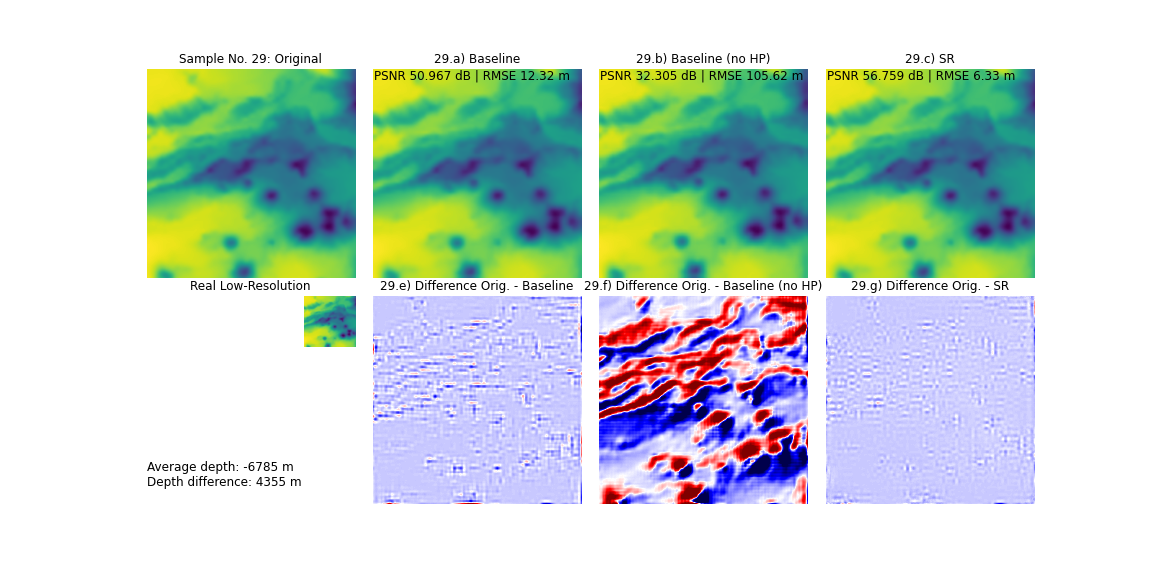 Sample No. 29: Original
29.a) Baseline
29.b) Baseline (no HP)
29.c) SR
PSNR 50.967 dB | RMSE 12.32 m
PSNR 32.305 dB | RMSE 105.62 m
PSNR 56.759 dB | RMSE 6.33 m
Real Low-Resolution
29.e) Difference Orig. - Baseline
29.f) Difference Orig. - Baseline (no HP)
29.g) Difference Orig. - SR
Average depth: -6785 m
Depth difference: 4355 m